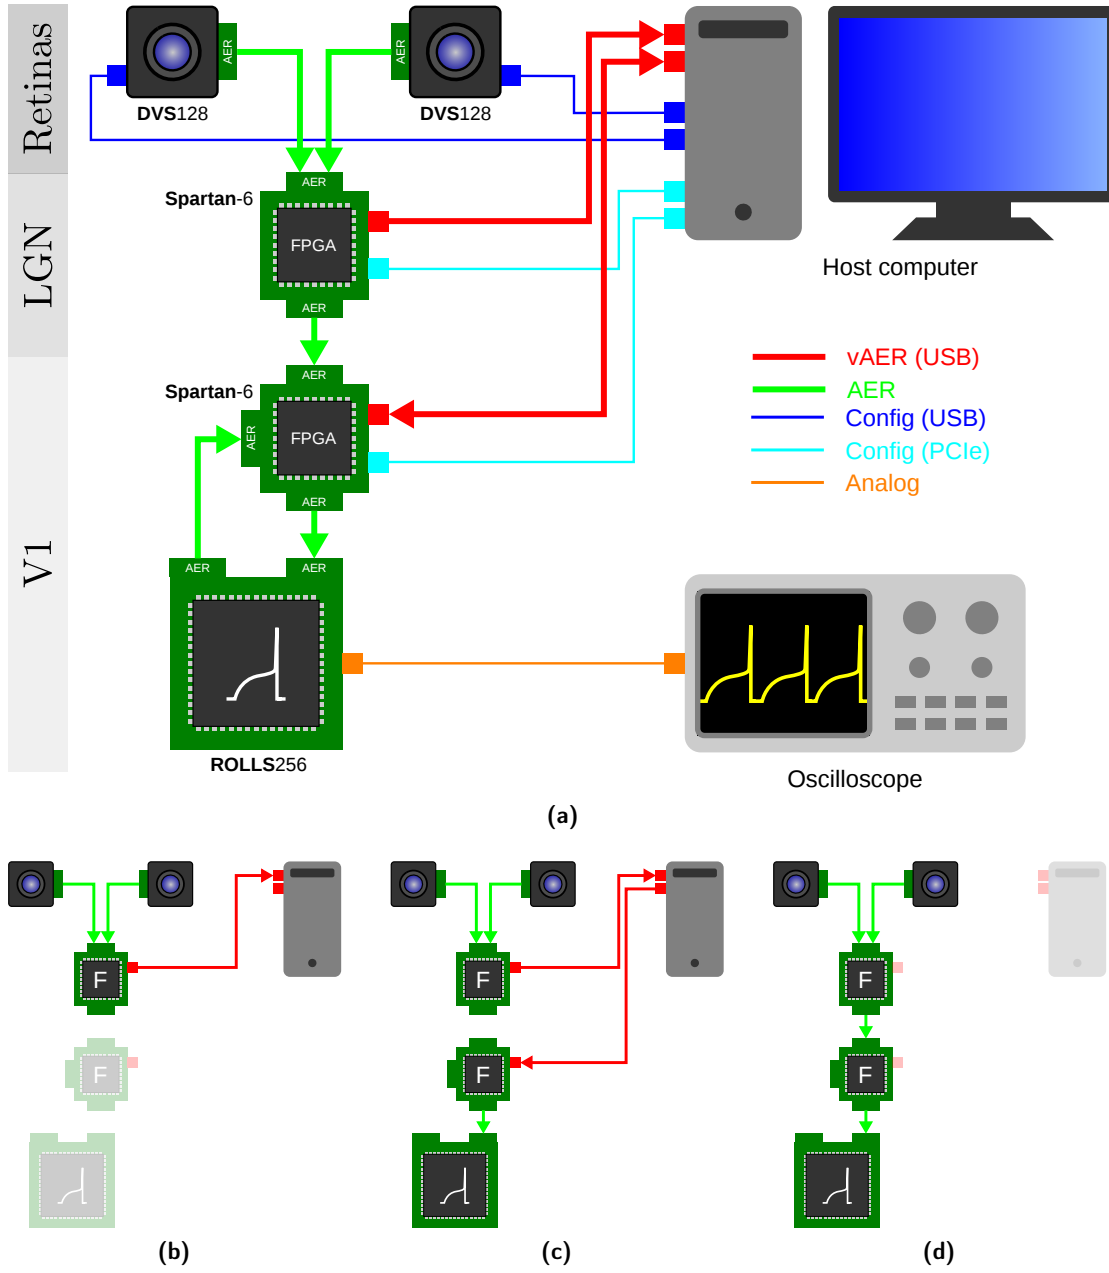 Retinas
LGN
V1
AER
AER
DVS128
DVS128
AER
Spartan-6
FPGA
AER
Host computer
AER
Spartan-6
AER
FPGA
AER
AER
AER
ROLLS256
vAER (USB)
AER
Config (USB)
Config (PCIe)
Analog
Oscilloscope
(a)
F
F
(b)
F
F
(c)
F
F
(d)